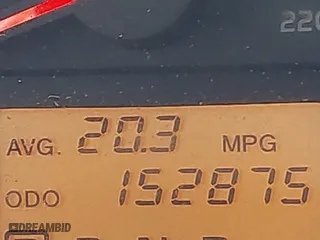 220
AVG. 20.3 MPG
ODO 152875
DREAMBID